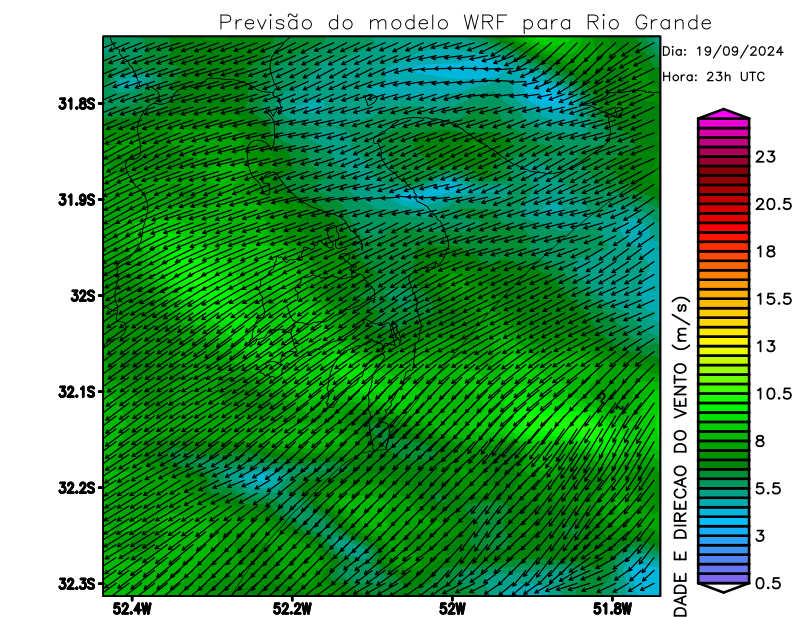 Previsão do modelo WRF para Rio Grande
Dia: 19/09/2024
Hora: 23h UTC
31.8S
31.9S
32S
32.1S
32.2S
32.3S
52.4W
52.2W
52W
51.8W
23
20.5
18
15.5
13
10.5
8
5.5
3
0.5
DADE E DIRECAO DO VENTO (m/s)